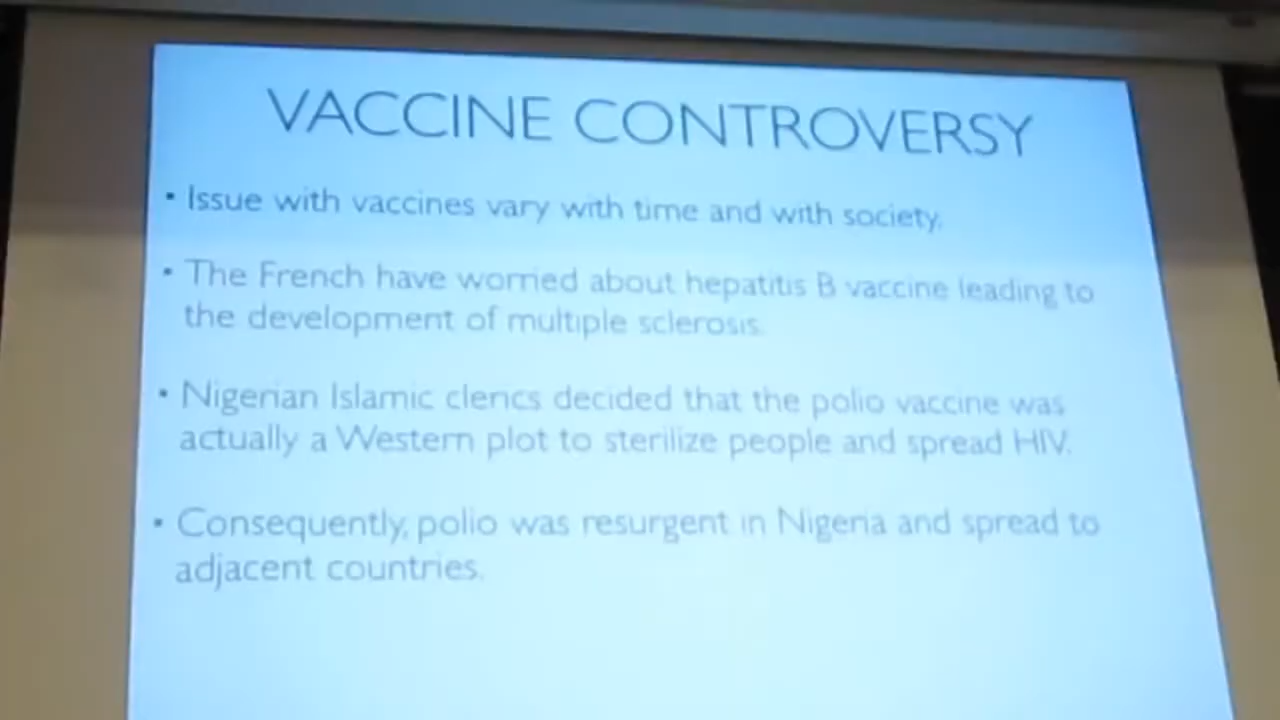 VACCINE CONTROVERSY
• Issue with vaccines vary with time and with society.
• The French have worried about hepatitis B vaccine leading to
the development of multiple sclerosis.
• Nigerian Islamic clerics decided that the polio vaccine was
actually a Western plot to sterilize people and spread HIV.
• Consequently, polio was resurgent in Nigeria and spread to
adjacent countries.